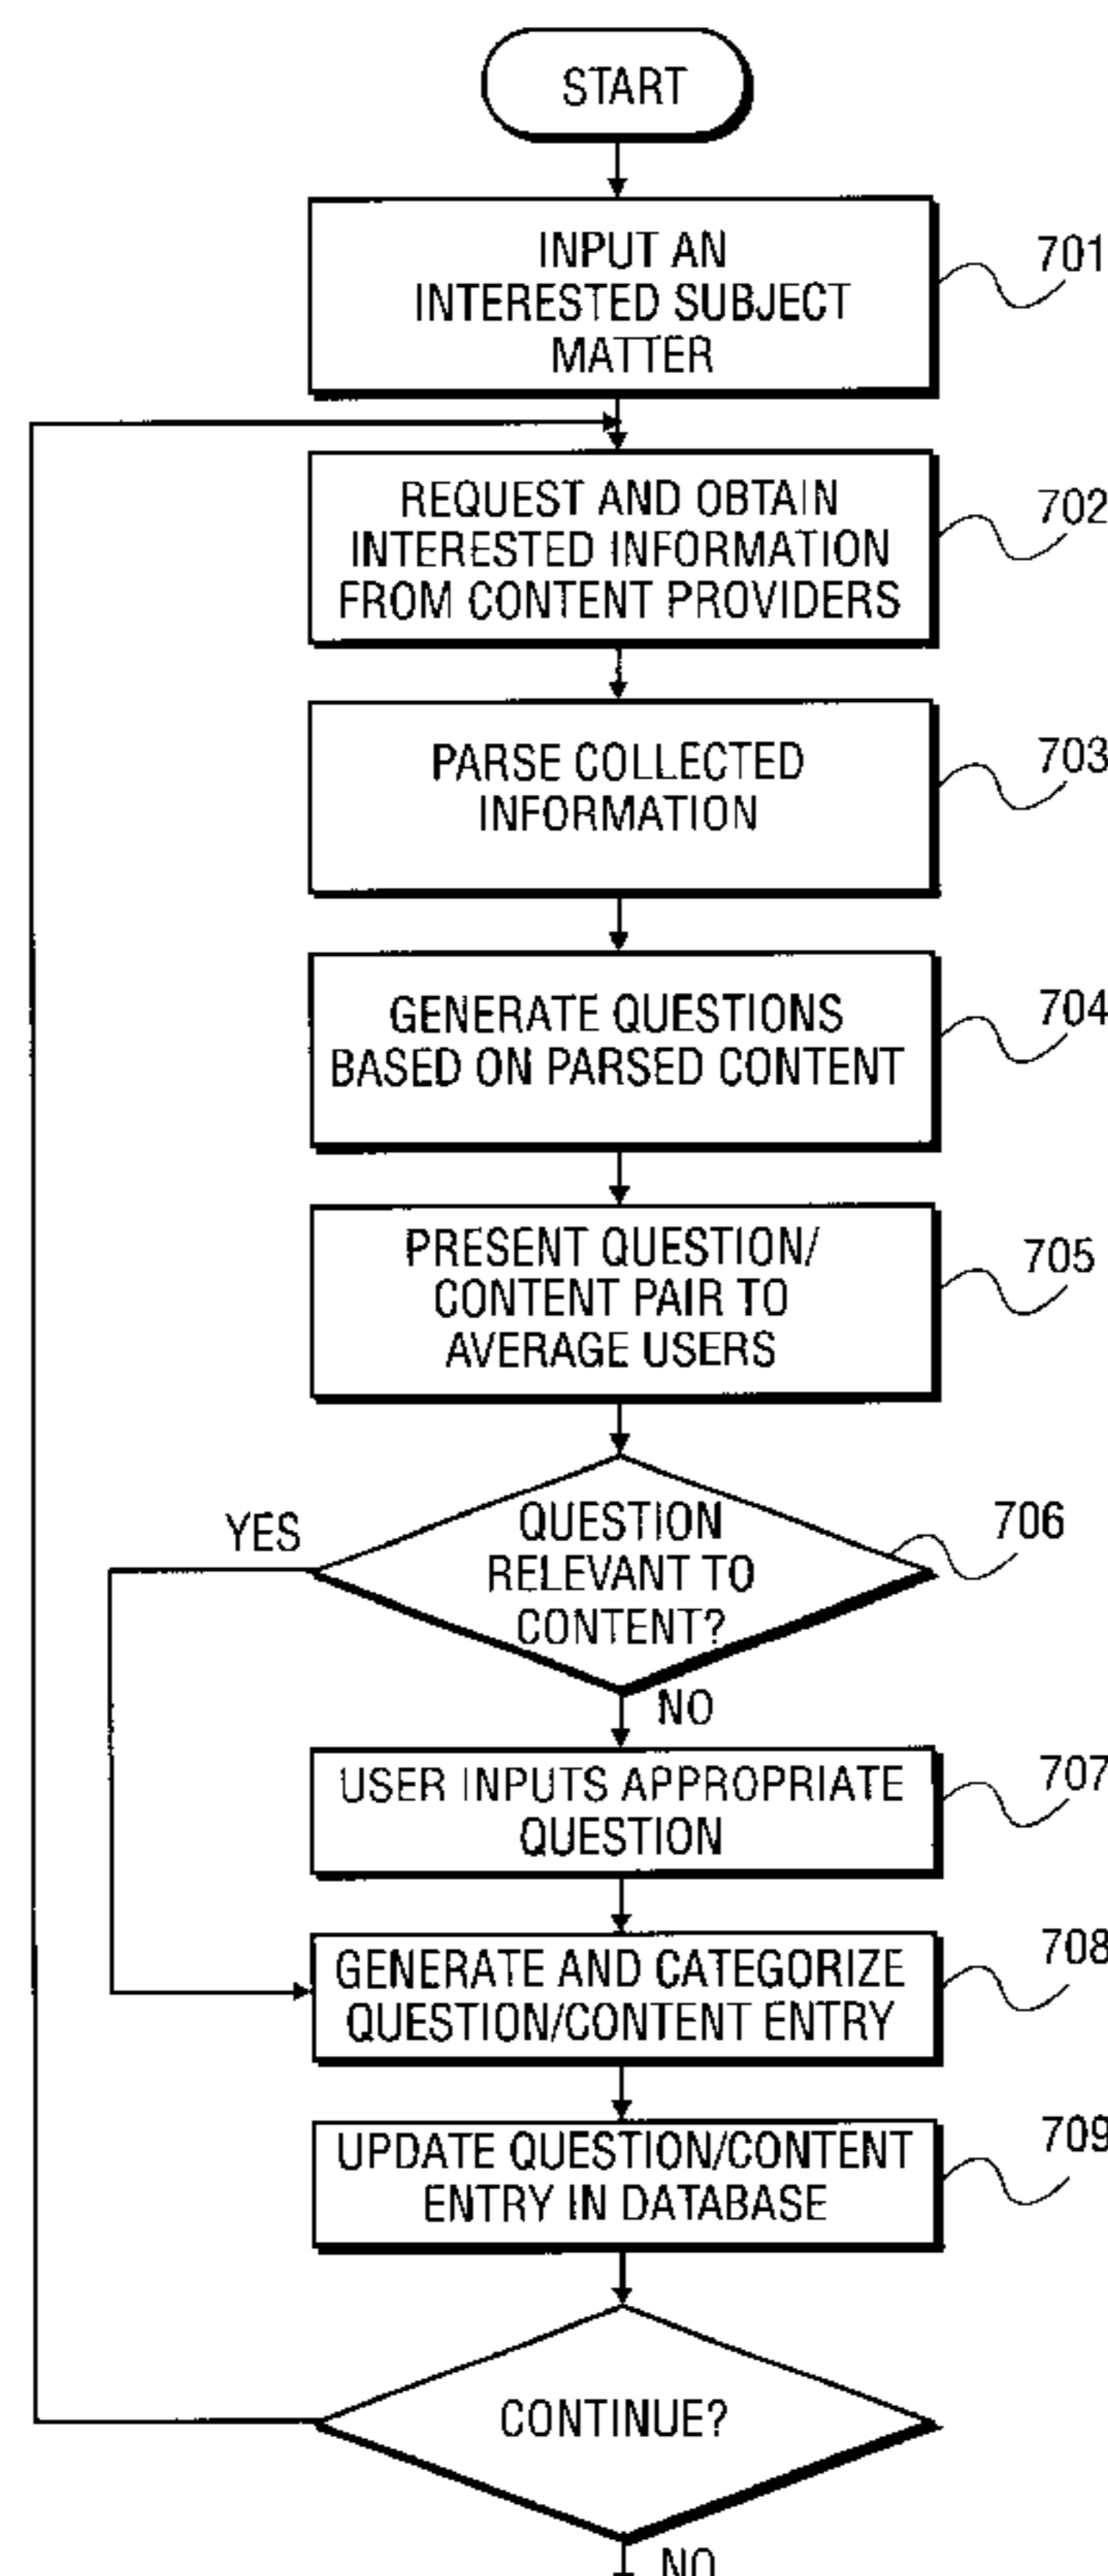 START
INPUT AN
INTERESTED SUBJECT
MATTER
701
REQUEST AND OBTAIN
INTERESTED INFORMATION
FROM CONTENT PROVIDERS
702
PARSE COLLECTED
INFORMATION
703
GENERATE QUESTIONS
BASED ON PARSED CONTENT
704
PRESENT QUESTION/
CONTENT PAIR TO
AVERAGE USERS
705
YES
QUESTION
RELEVANT TO
CONTENT?
706
NO
USER INPUTS APPROPRIATE
QUESTION
707
GENERATE AND CATEGORIZE
QUESTION/CONTENT ENTRY
708
UPDATE QUESTION/CONTENT
ENTRY IN DATABASE
709
CONTINUE?
NO